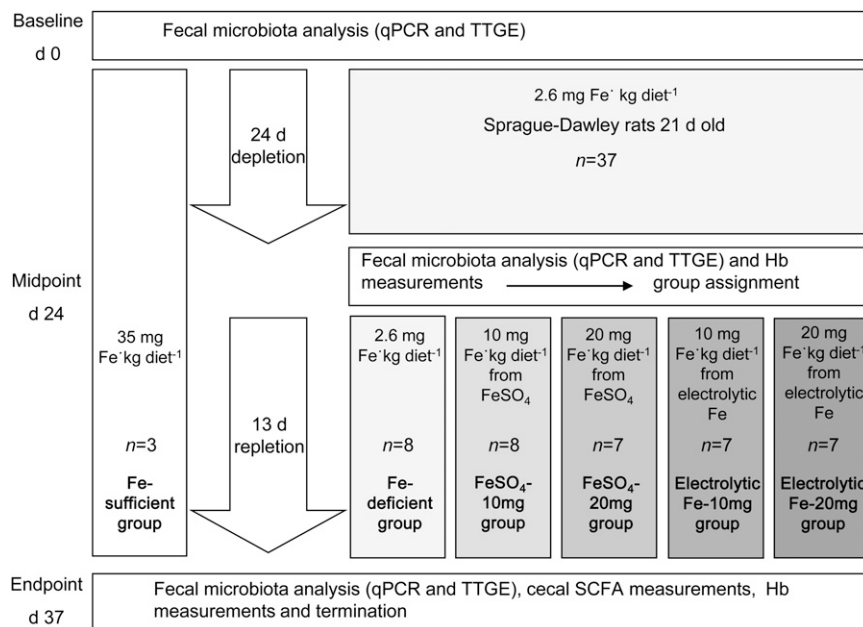 Baseline
d 0
Fecal microbiota analysis (qPCR and TTGE)
24 d
depletion
2.6 mg Fe˙ kg diet⁻¹
Sprague-Dawley rats 21 d old
n=37
Midpoint
d 24
Fecal microbiota analysis (qPCR and TTGE) and Hb
measurements → group assignment
35 mg
Fe˙kg diet⁻¹
n=3
Fe-
sufficient
group
13 d
repletion
2.6 mg
Fe˙kg diet⁻¹
n=8
Fe-
deficient
group
10 mg
Fe˙kg diet⁻¹
from
FeSO₄
n=8
FeSO₄-
10mg
group
20 mg
Fe˙kg diet⁻¹
from
FeSO₄
n=7
FeSO₄-
20mg
group
10 mg
Fe˙kg diet⁻¹
from
electrolytic
Fe
n=7
Electrolytic
Fe-10mg
group
20 mg
Fe˙kg diet⁻¹
from
electrolytic
Fe
n=7
Electrolytic
Fe-20mg
group
Endpoint
d 37
Fecal microbiota analysis (qPCR and TTGE), cecal SCFA measurements, Hb
measurements and termination